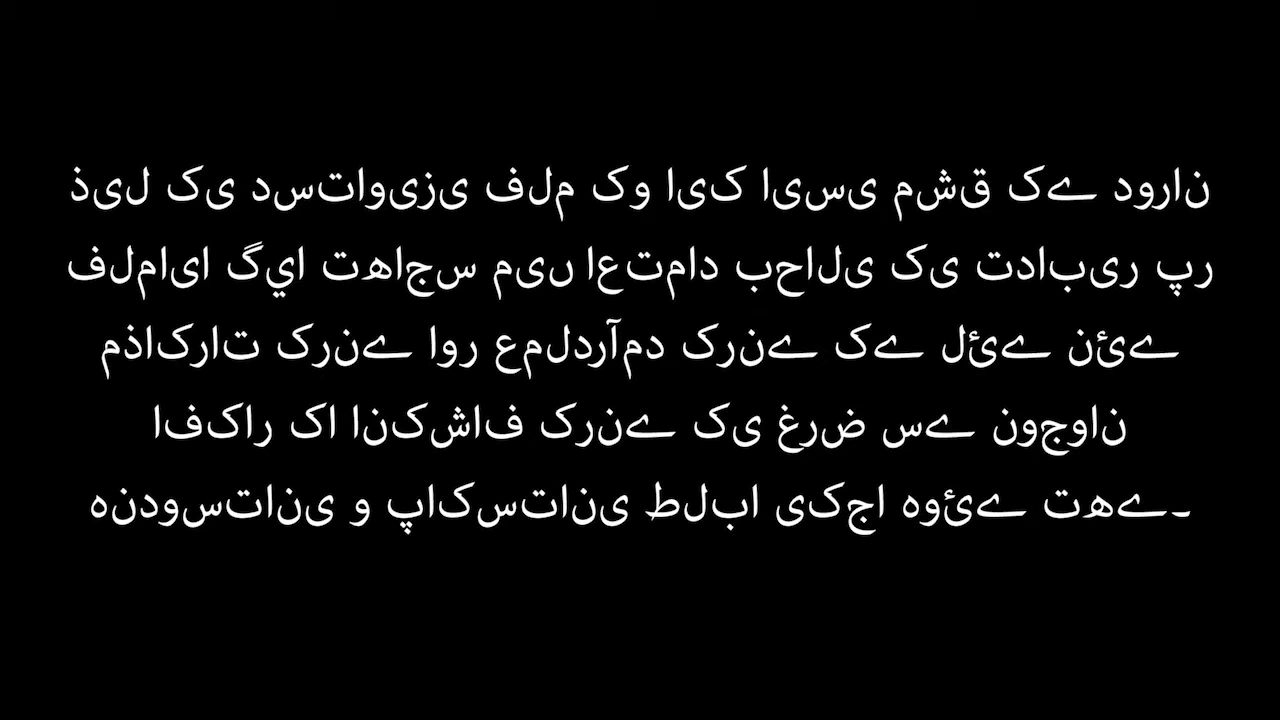 ذیل کی دستاویزی فلم کو ایک ایسی مشق کے دوران
فلمایا گيا تھاجس میں اعتماد بحالی کی تدابیر پر
مذاکرات کرنے اور عملدرآمد کرنے کے لئے نئے
افکار کا انکشاف کرنے کی غرض سے نوجوان
ہندوستانی و پاکستانی طلبا یکجا ہوئے تھے۔